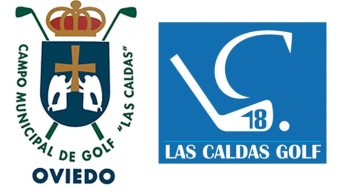 CAMPO MUNICIPAL DE GOLF "LAS CALDAS"
OVIEDO
C.
18
LAS CALDAS GOLF